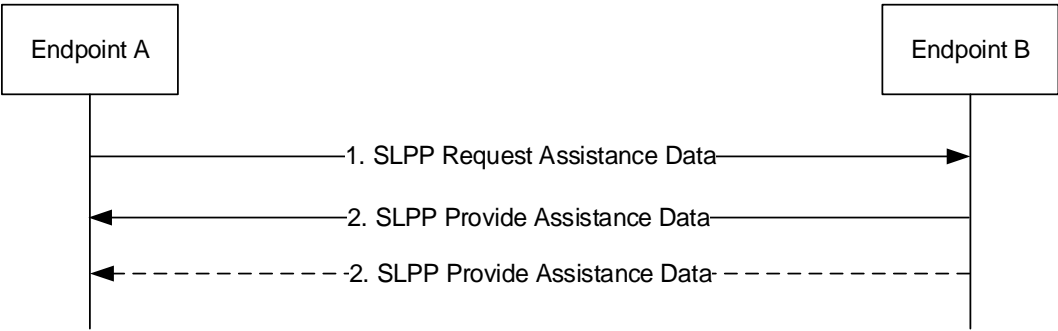 Endpoint A
Endpoint B
1. SLPP Request Assistance Data
2. SLPP Provide Assistance Data
2. SLPP Provide Assistance Data